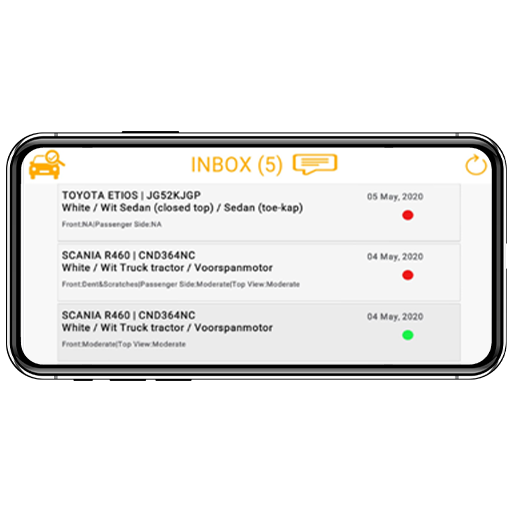 INBOX (5)
TOYOTA ETIOS | JG52KJGP
05 May, 2020
White / Wit Sedan (closed top) / Sedan (toe-kap)
Front:NA|Passenger Side:NA
SCANIA R460 | CND364NC
04 May, 2020
White / Wit Truck tractor / Voorspanmotor
Front:Dent&Scratches|Passenger Side:Moderate|Top View:Moderate
SCANIA R460 | CND364NC
04 May, 2020
White / Wit Truck tractor / Voorspanmotor
Front:Moderate|Top View:Moderate